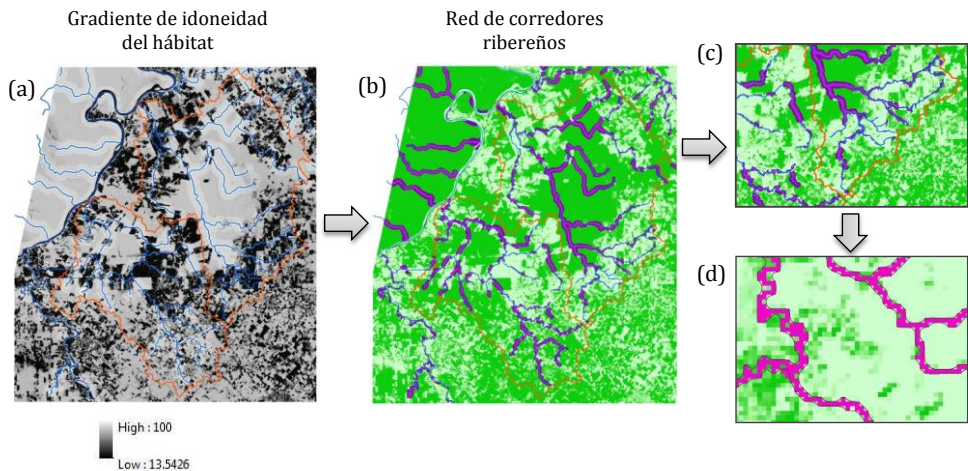 Gradiente de idoneidad
del hábitat
Red de corredores
ribereños
(a)
(b)
(c)
(d)
High : 100
Low : 13.5426